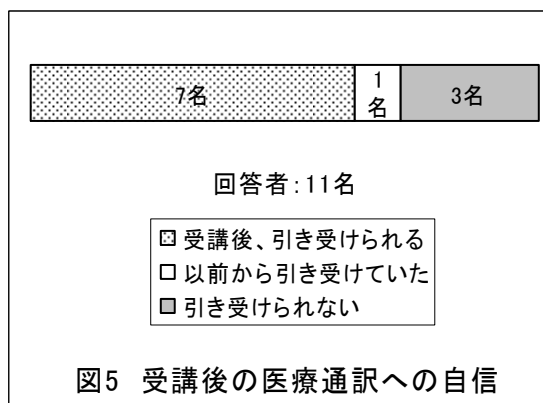 7名
1
名
3名
回答者:11名
受講後、引き受けられる
以前から引き受けていた
引き受けられない
図5 受講後の医療通訳への自信